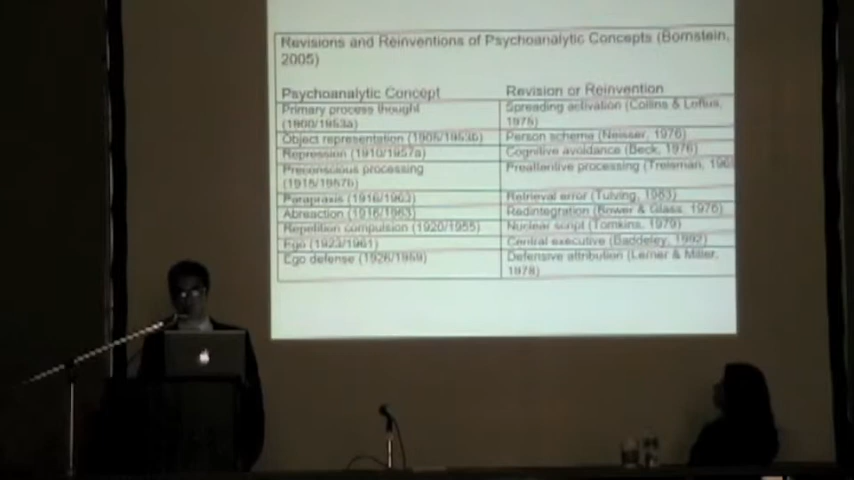 Revisions and Reinventions of Psychoanalytic Concepts (Bornstein,
2005)
Psychoanalytic Concept Revision or Reinvention
Primary process thought Spreading activation (Collins & Loftus,
(1900/1953a) 1975)
Object representation (1905/1953b) Person schema (Neisser, 1976)
Repression (1910/1957a) Cognitive avoidance (Beck, 1976)
Preconscious processing Preattentive processing (Treisman,
(1915/1957b)
Parapraxis (1916/1963) Retrieval error (Tulving, 1983)
Abreaction (1916/1963) Redintegration (Bower & Glass, 1976)
Repetition compulsion (1920/1955) Nuclear script (Tomkins, 1979)
Ego (1923/1961) Central executive (Baddeley, 1992)
Ego defense (1926/1959) Defensive attribution (Lerner & Miller,
1978)